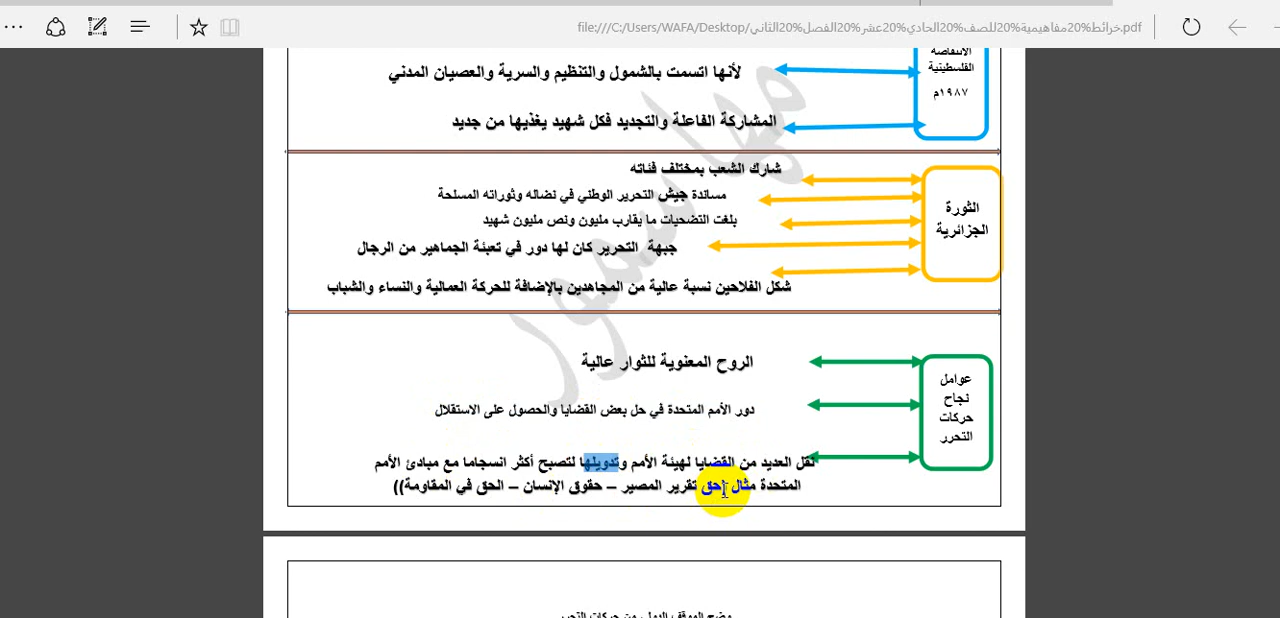 file:///C:/Users/WAFA/Desktop/خرائط%20مفاهيمية%20للصف%20الحادي%20عشر%20الفصل%20الثاني.pdf
الانتفاضة
الفلسطينية
١٩٨٧م
لأنها اتسمت بالشمول والتنظيم والسرية والعصيان المدني
المشاركة الفاعلة والتجديد فكل شهيد يغذيها من جديد
الثورة
الجزائرية
شارك الشعب بمختلف فئاته
مساندة جيش التحرير الوطني في نضاله وثوراته المسلحة
بلغت التضحيات ما يقارب مليون ونص مليون شهيد
جبهة التحرير كان لها دور في تعبئة الجماهير من الرجال
شكل الفلاحين نسبة عالية من المجاهدين بالإضافة للحركة العمالية والنساء والشباب
عوامل
نجاح
حركات
التحرر
الروح المعنوية للثوار عالية
دور الأمم المتحدة في حل بعض القضايا والحصول على الاستقلال
نقل العديد من القضايا لهيئة الأمم وتدويلها لتصبح أكثر انسجاما مع مبادئ الأمم
المتحدة مثال (حق تقرير المصير – حقوق الإنسان – الحق في المقاومة))
مها سمور